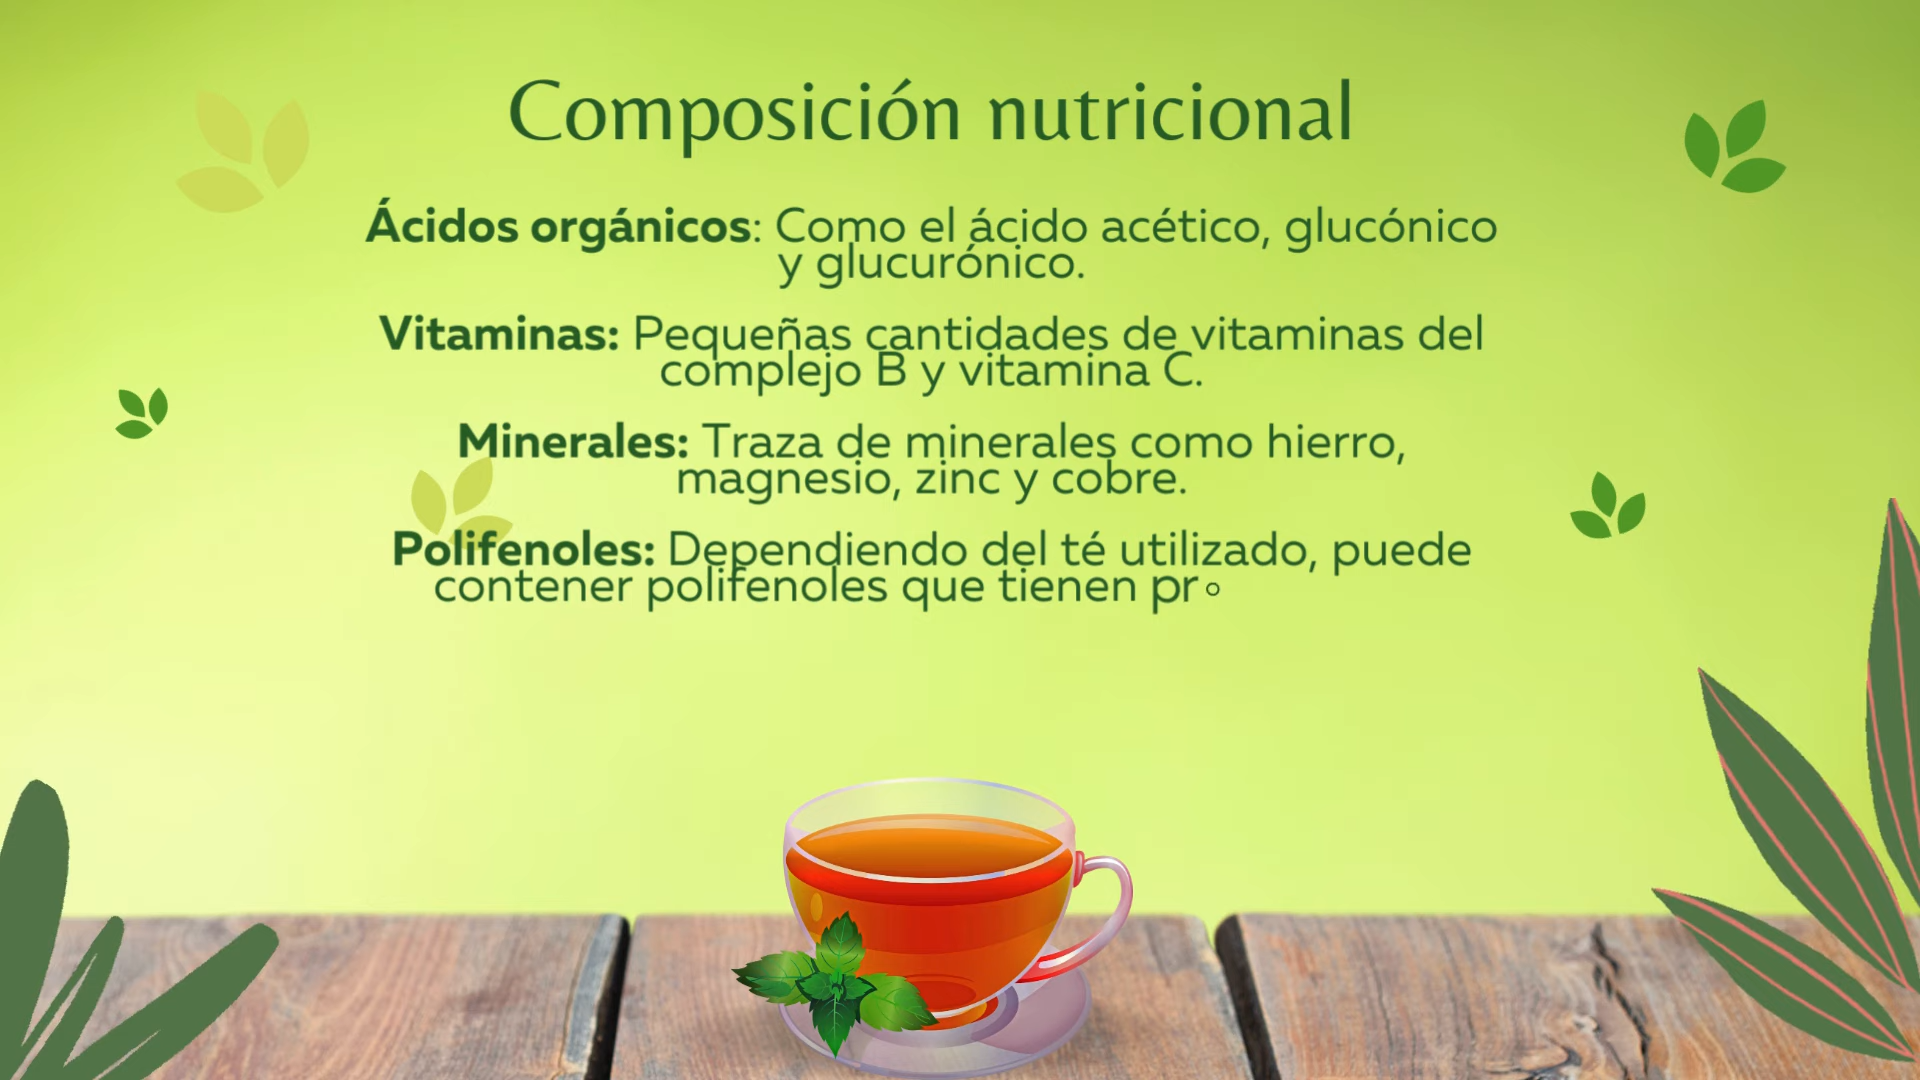 Composición nutricional
Ácidos orgánicos: Como el ácido acético, glucónico
y glucurónico.
Vitaminas: Pequeñas cantidades de vitaminas del
complejo B y vitamina C.
Minerales: Traza de minerales como hierro,
magnesio, zinc y cobre.
Polifenoles: Dependiendo del té utilizado, puede
contener polifenoles que tienen pro